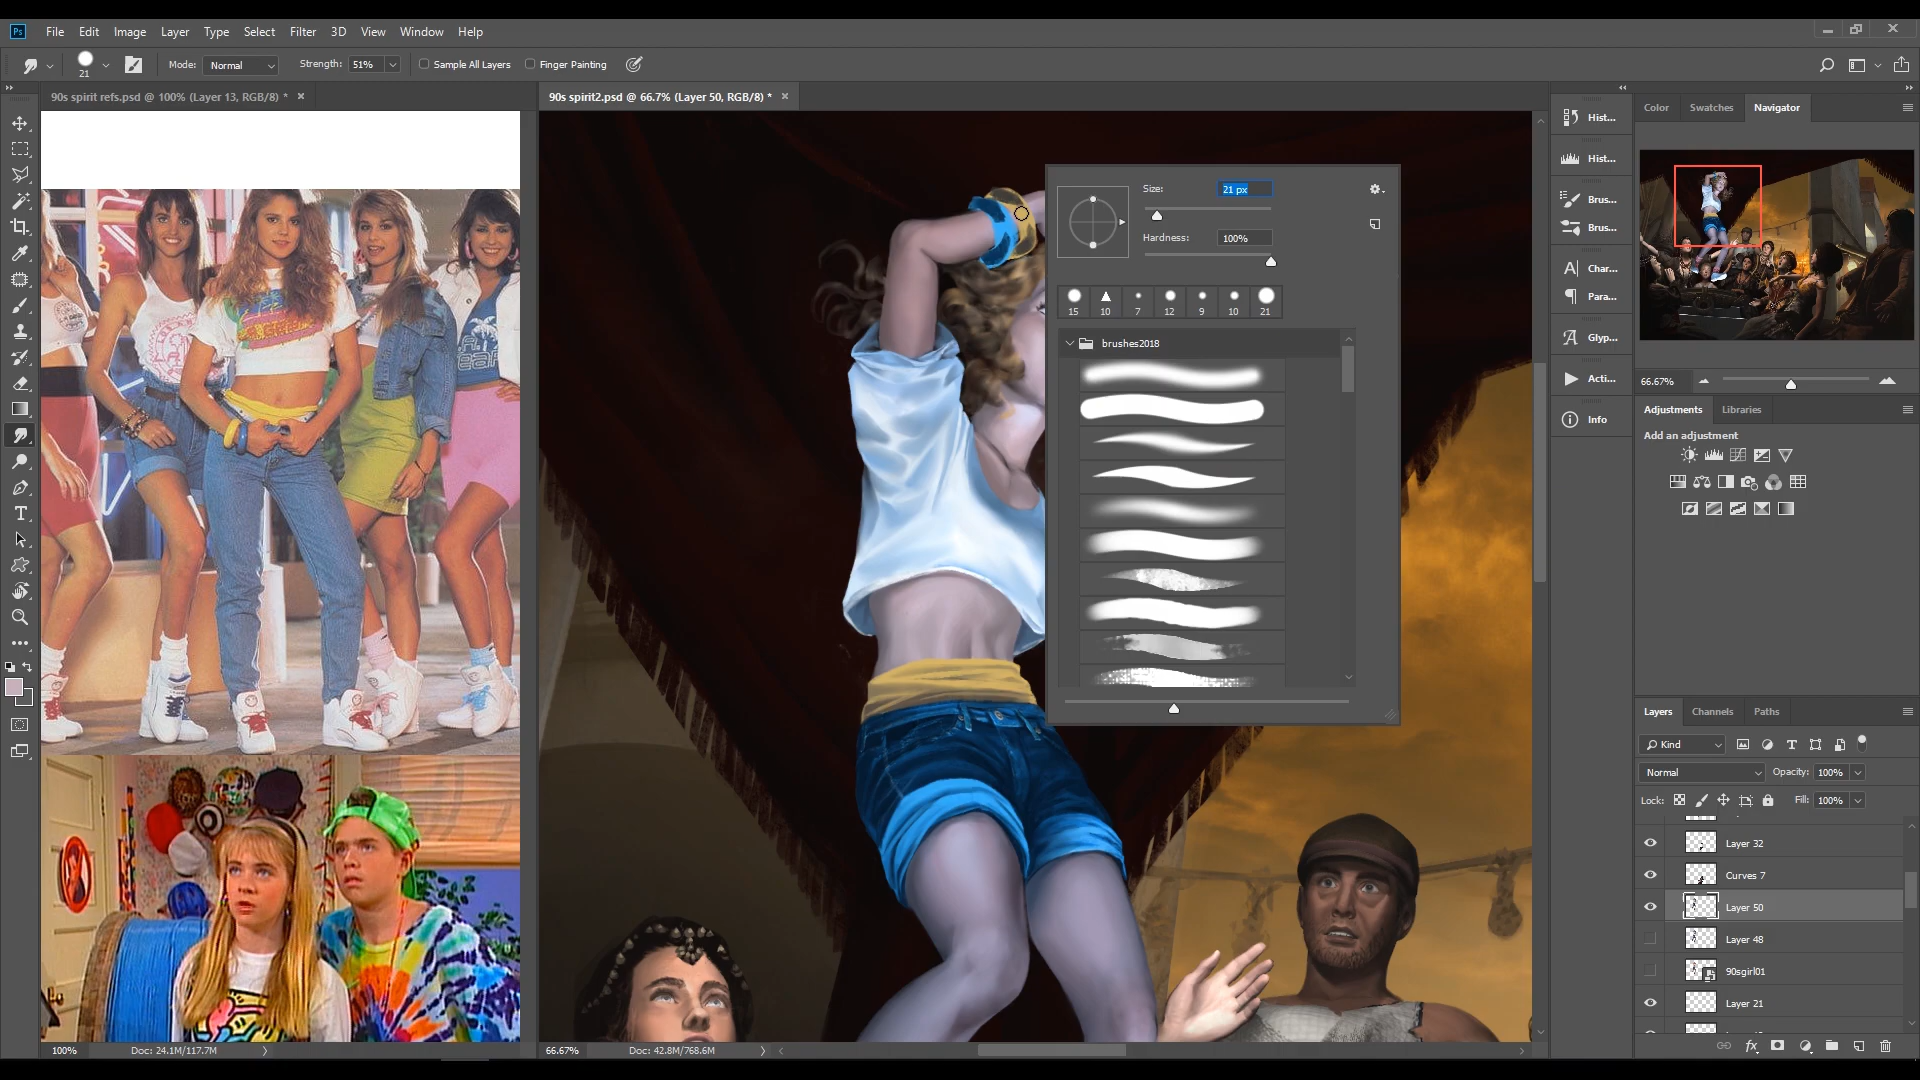 Ps File Edit Image Layer Type Select Filter 3D View Window Help
21 Mode: Normal Strength: 51% Sample All Layers Finger Painting
90s spirit refs.psd @ 100% (Layer 13, RGB/8) * ×
90s spirit2.psd @ 66.7% (Layer 50, RGB/8) * ×
Size: 21 px
Hardness: 100%
15 10 7 12 9 10 21
brushes2018
Hist...
Hist...
Brus...
Brus...
Char...
Para...
Glyp...
Acti...
Info
Color Swatches Navigator
66.67%
Adjustments Libraries
Add an adjustment
Layers Channels Paths
Kind
Normal Opacity: 100%
Lock: Fill: 100%
Layer 32
Curves 7
Layer 50
Layer 48
90sgirl01
Layer 21
fx
100% Doc: 24.1M/117.7M
66.67% Doc: 42.8M/768.6M